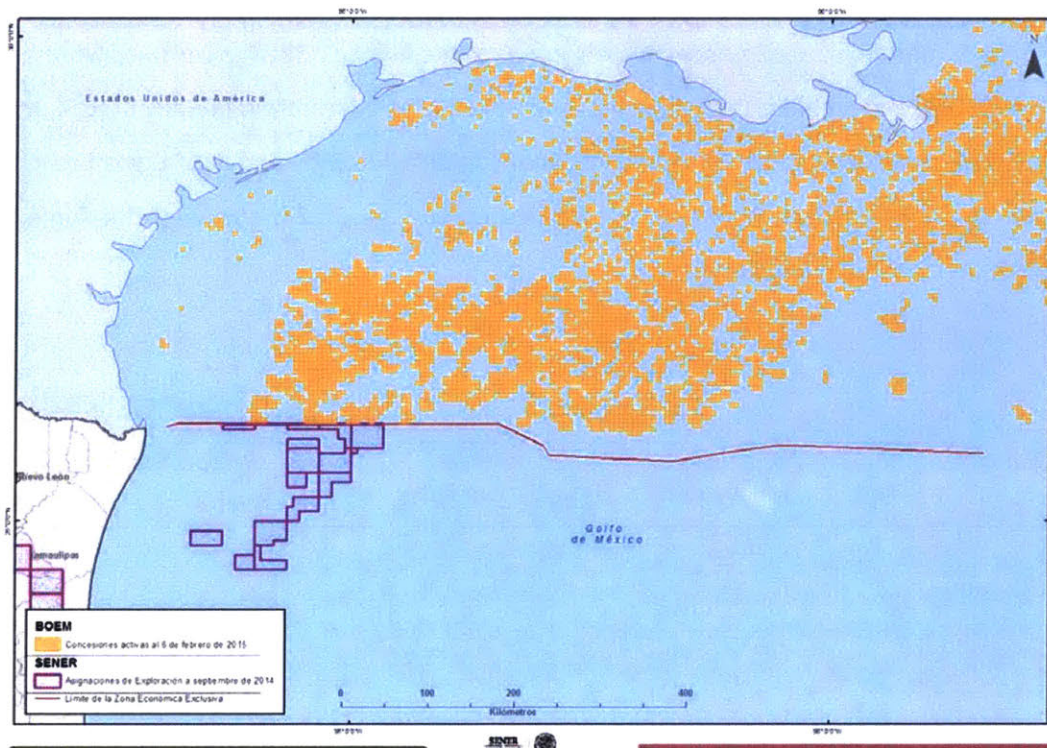 N
Estados Unidos de América
Nuevo León
Tamaulipas
Golfo
de México
BOEM
Concesiones activas al 6 de febrero de 2015
SENER
Asignaciones de Exploración a septiembre de 2014
Límite de la Zona Económica Exclusiva
0 100 200 400
Kilómetros
SENER